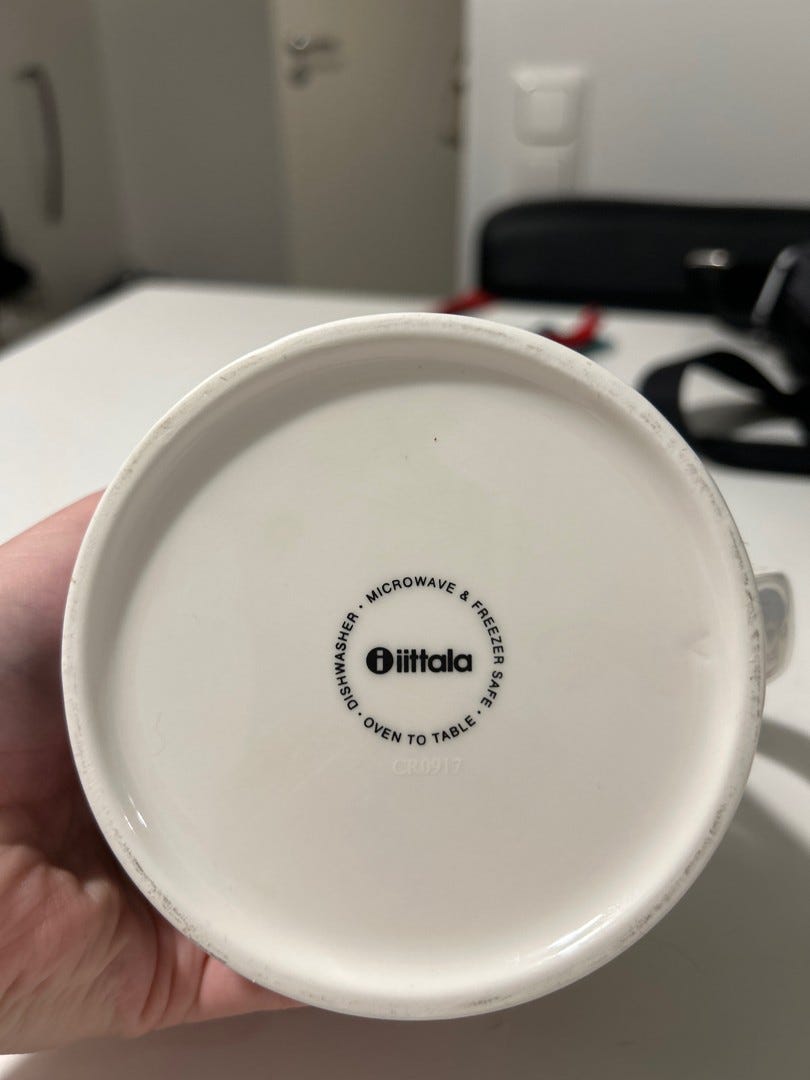 MICROWAVE & FREEZER SAFE · OVEN TO TABLE · DISHWASHER ·
i iittala
CR0917